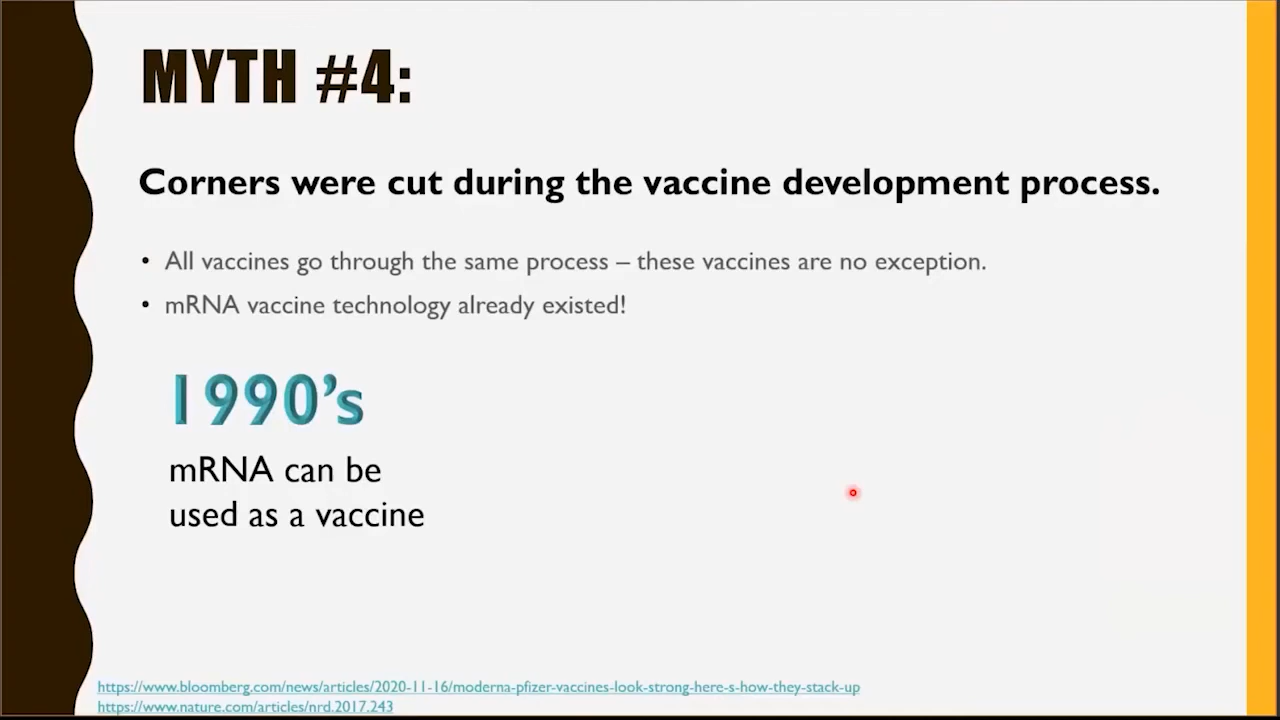 MYTH #4:
Corners were cut during the vaccine development process.
• All vaccines go through the same process – these vaccines are no exception.
• mRNA vaccine technology already existed!
1990’s
mRNA can be
used as a vaccine
https://www.bloomberg.com/news/articles/2020-11-16/moderna-pfizer-vaccines-look-strong-here-s-how-they-stack-up
https://www.nature.com/articles/nrd.2017.243